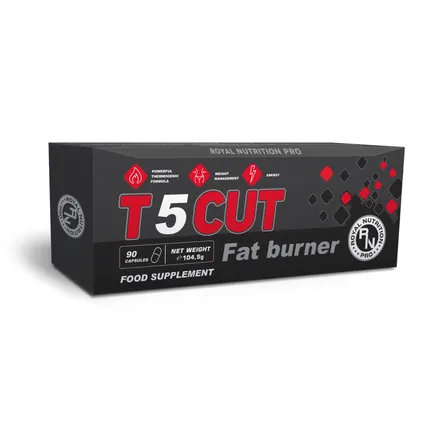 ROYAL NUTRITION PRO
POWERFUL
THERMOGENIC
FORMULA
WEIGHT
MANAGEMENT
ENERGY
T5CUT
Fat burner
90
CAPSULES
NET WEIGHT
℮104,5g
FOOD SUPPLEMENT
ROYAL NUTRITION
RN
PRO